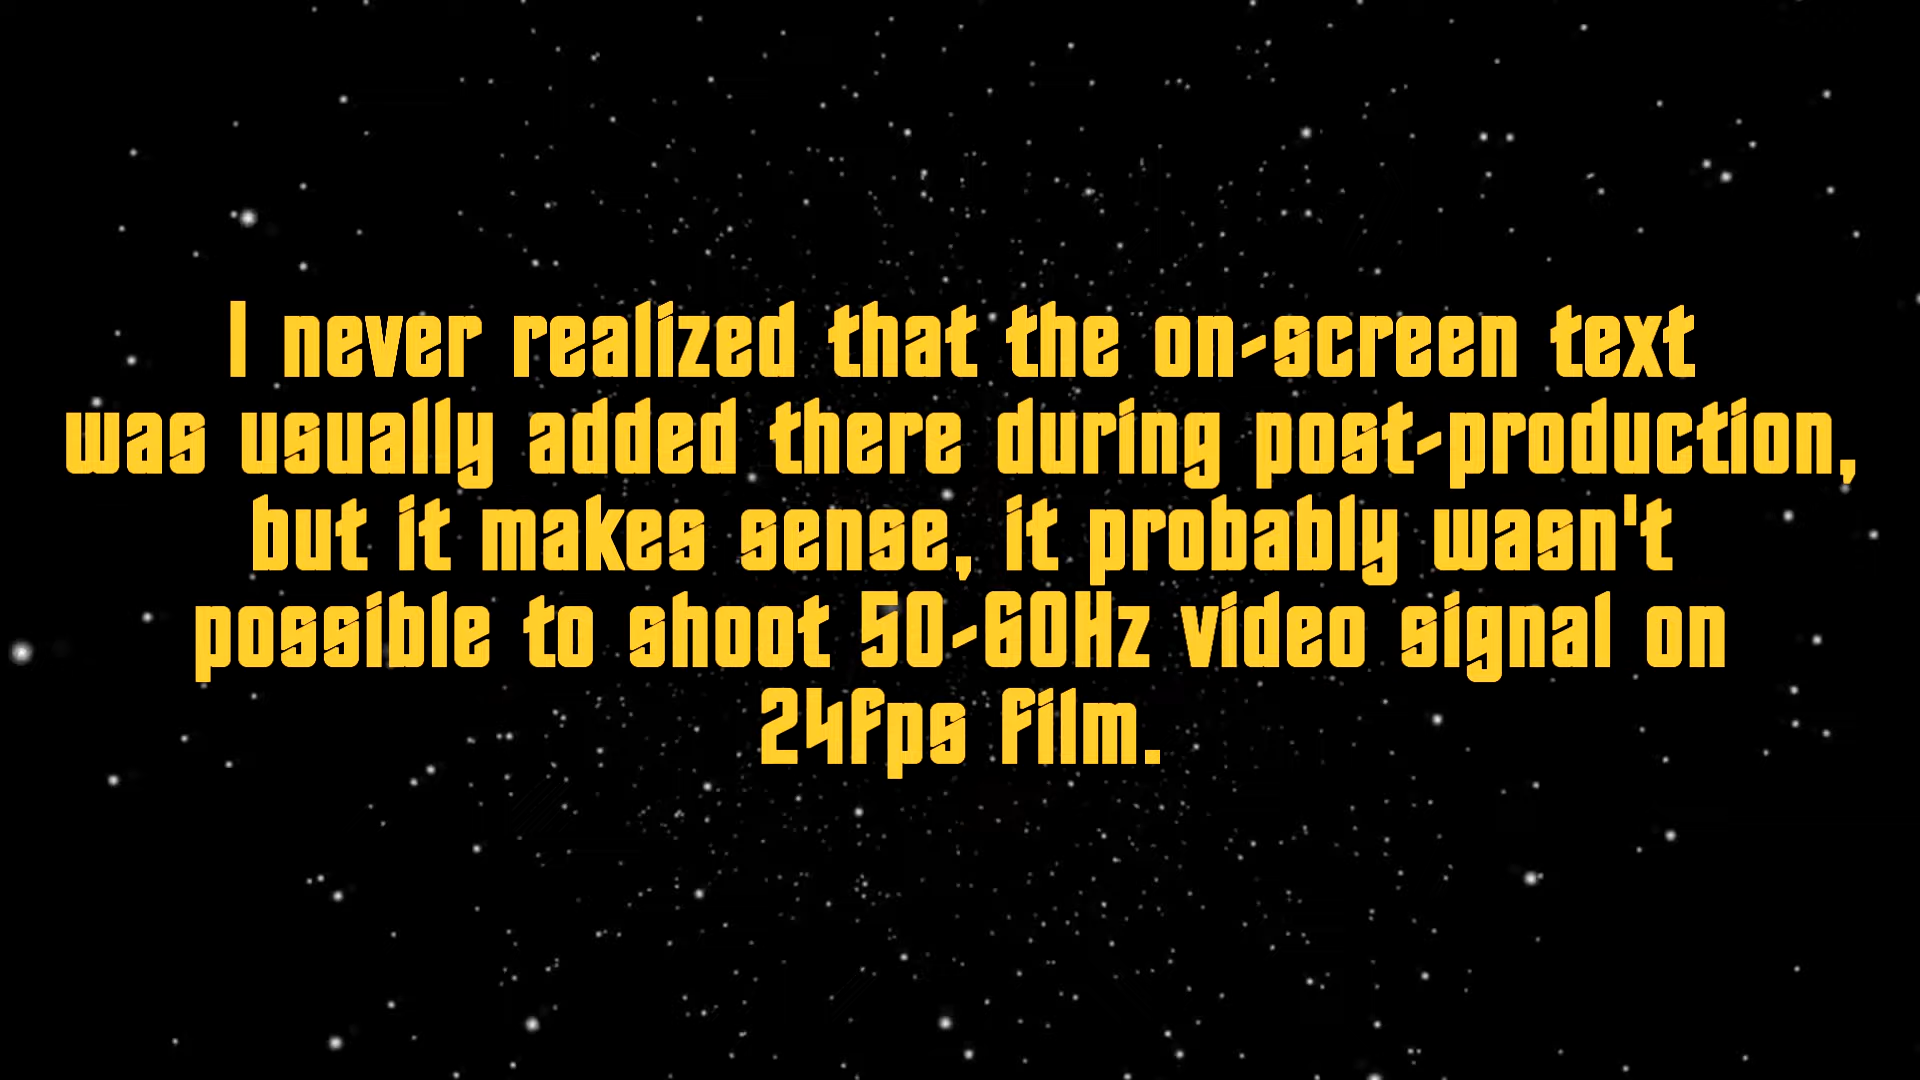 I never realized that the on-screen text
was usually added there during post-production,
but it makes sense, it probably wasn't
possible to shoot 50-60Hz video signal on
24fps film.